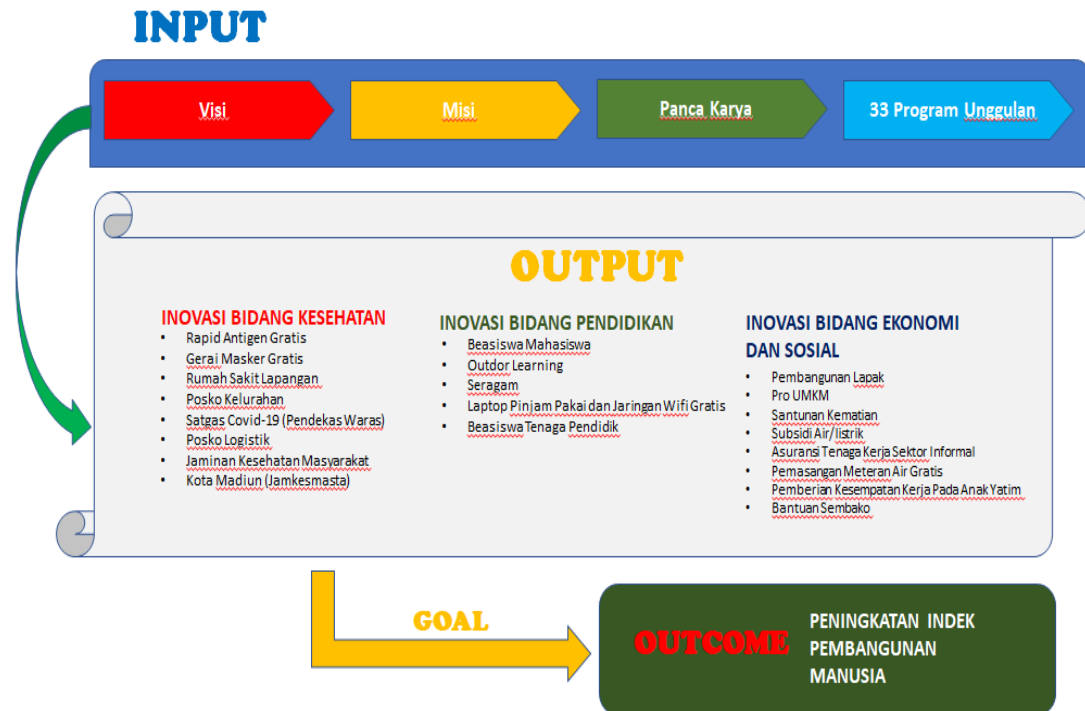 INPUT
Visi
Misi
Panca Karya
33 Program Unggulan
OUTPUT
INOVASI BIDANG KESEHATAN
• Rapid Antigen Gratis
• Gerai Masker Gratis
• Rumah Sakit Lapangan
• Posko Kelurahan
• Satgas Covid-19 (Pendekas Waras)
• Posko Logistik
• Jaminan Kesehatan Masyarakat
• Kota Madiun (Jamkesmasta)
INOVASI BIDANG PENDIDIKAN
• Beasiswa Mahasiswa
• Outdor Learning
• Seragam
• Laptop Pinjam Pakai dan Jaringan Wifi Gratis
• Beasiswa Tenaga Pendidik
INOVASI BIDANG EKONOMI
DAN SOSIAL
• Pembangunan Lapak
• Pro UMKM
• Santunan Kematian
• Subsidi Air/listrik
• Asuransi Tenaga Kerja Sektor Informal
• Pemasangan Meteran Air Gratis
• Pemberian Kesempatan Kerja Pada Anak Yatim
• Bantuan Sembako
GOAL
OUTCOME
PENINGKATAN INDEK
PEMBANGUNAN
MANUSIA